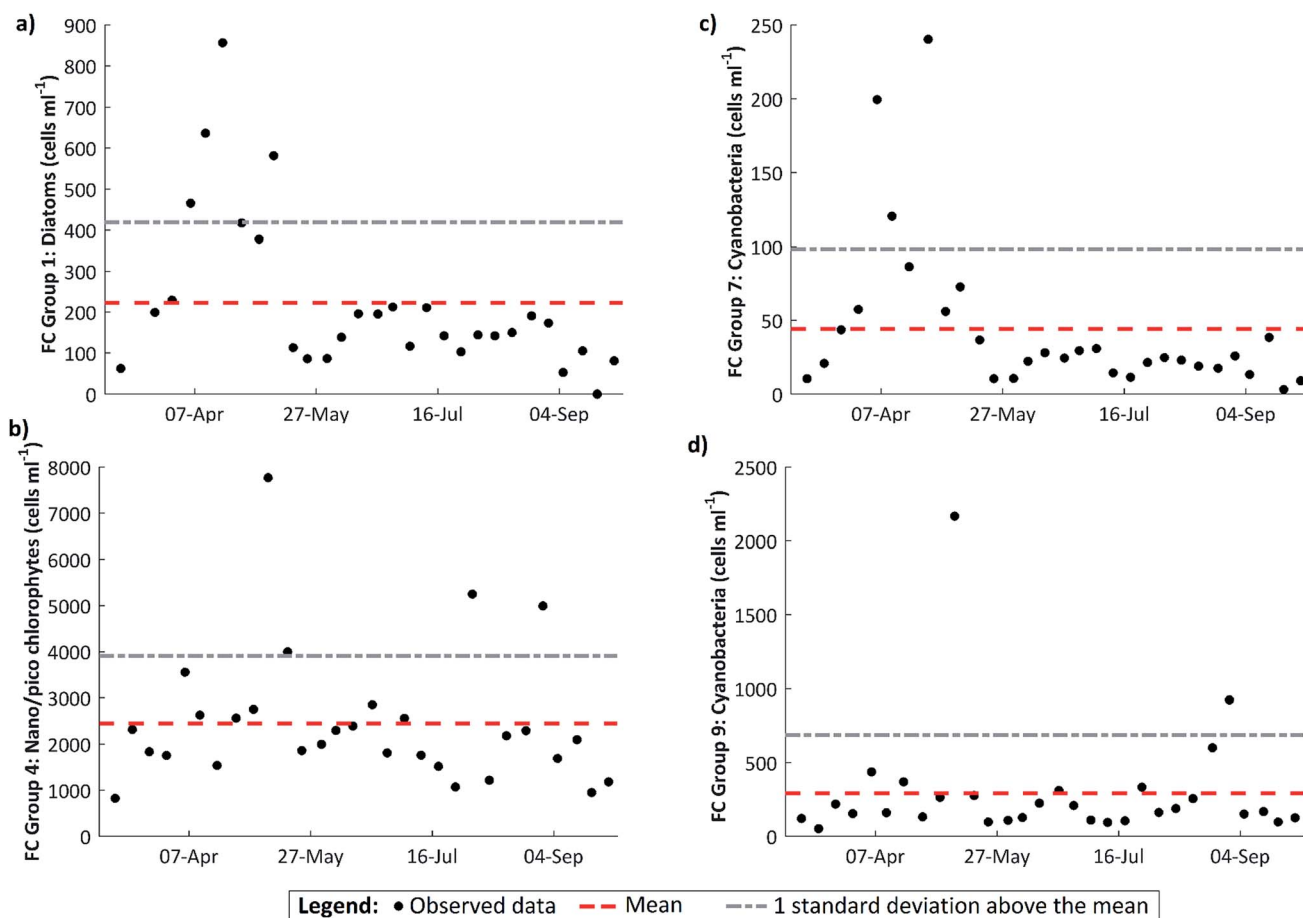 a)
FC Group 1: Diatoms (cells ml⁻¹)
900
800
700
600
500
400
300
200
100
0
07-Apr
27-May
16-Jul
04-Sep
b)
FC Group 4: Nano/pico chlorophytes (cells ml⁻¹)
8000
7000
6000
5000
4000
3000
2000
1000
0
07-Apr
27-May
16-Jul
04-Sep
c)
FC Group 7: Cyanobacteria (cells ml⁻¹)
250
200
150
100
50
0
07-Apr
27-May
16-Jul
04-Sep
d)
FC Group 9: Cyanobacteria (cells ml⁻¹)
2500
2000
1500
1000
500
0
07-Apr
27-May
16-Jul
04-Sep
Legend: Observed data Mean 1 standard deviation above the mean